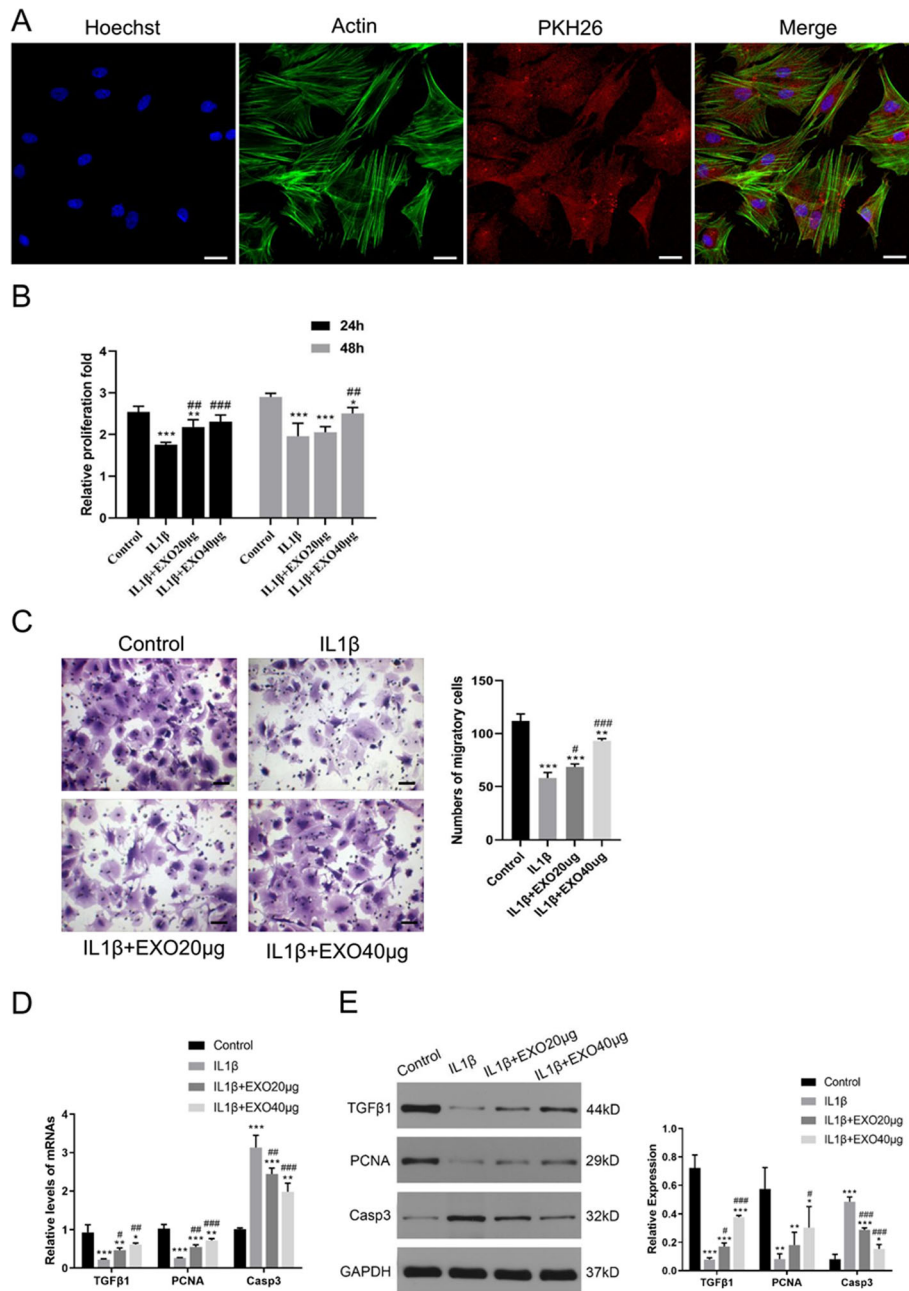 A
Hoechst Actin PKH26 Merge
B
24h
48h
Relative proliferation fold
4
3
2
1
0
*** ## ** ### *** *** ## *
Control IL1β IL1β+EXO20µg IL1β+EXO40µg Control IL1β IL1β+EXO20µg IL1β+EXO40µg
C
Control IL1β
IL1β+EXO20µg IL1β+EXO40µg
Numbers of migratory cells
150
100
50
0
*** # *** ### **
Control IL1β IL1β+EXO20ug IL1β+EXO40ug
D
Control
IL1β
IL1β+EXO20µg
IL1β+EXO40µg
Relative levels of mRNAs
4
3
2
1
0
*** # ** ## * *** ## *** ### ** *** ## *** ### **
TGFβ1 PCNA Casp3
E
Control IL1β IL1β+EXO20µg IL1β+EXO40µg
TGFβ1 44kD
PCNA 29kD
Casp3 32kD
GAPDH 37kD
Control
IL1β
IL1β+EXO20µg
IL1β+EXO40µg
Relative Expression
1.0
0.8
0.6
0.4
0.2
0.0
*** # *** ### *** ** ** # * *** ### *** ### *
TGFβ1 PCNA Casp3